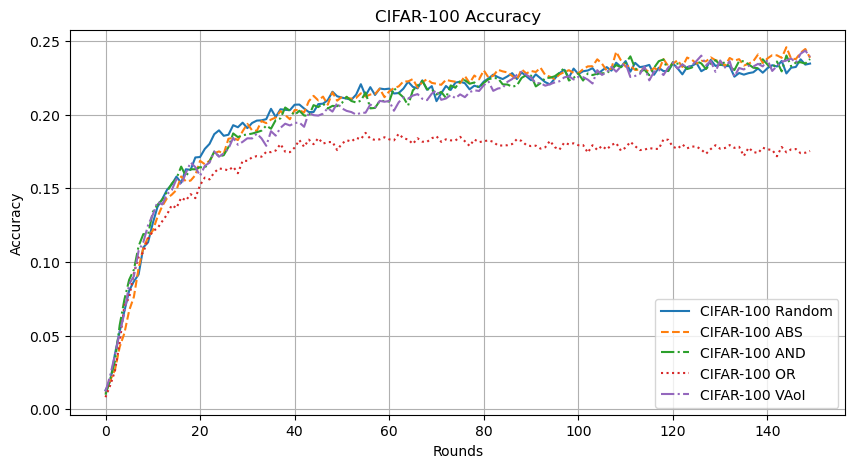 CIFAR-100 Accuracy
Accuracy
0.25
0.20
0.15
0.10
0.05
0.00
0 20 40 60 80 100 120 140
Rounds
CIFAR-100 Random
CIFAR-100 ABS
CIFAR-100 AND
CIFAR-100 OR
CIFAR-100 VAoI